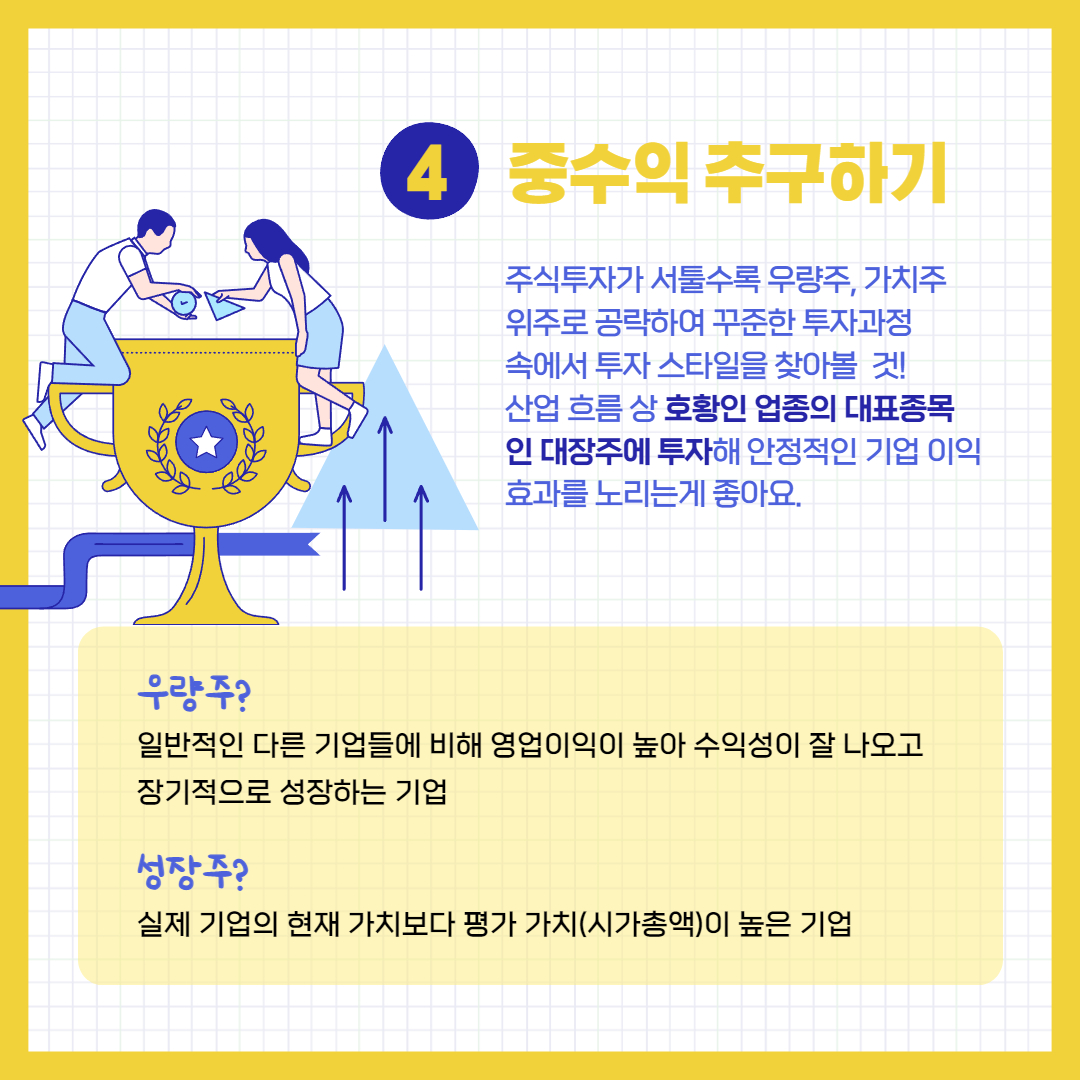 4 중수익 추구하기
주식투자가 서툴수록 우량주, 가치주
위주로 공략하여 꾸준한 투자과정
속에서 투자 스타일을 찾아볼 것!
산업 흐름 상 호황인 업종의 대표종목
인 대장주에 투자해 안정적인 기업 이익
효과를 노리는게 좋아요.
우량주?
일반적인 다른 기업들에 비해 영업이익이 높아 수익성이 잘 나오고
장기적으로 성장하는 기업
성장주?
실제 기업의 현재 가치보다 평가 가치(시가총액)이 높은 기업